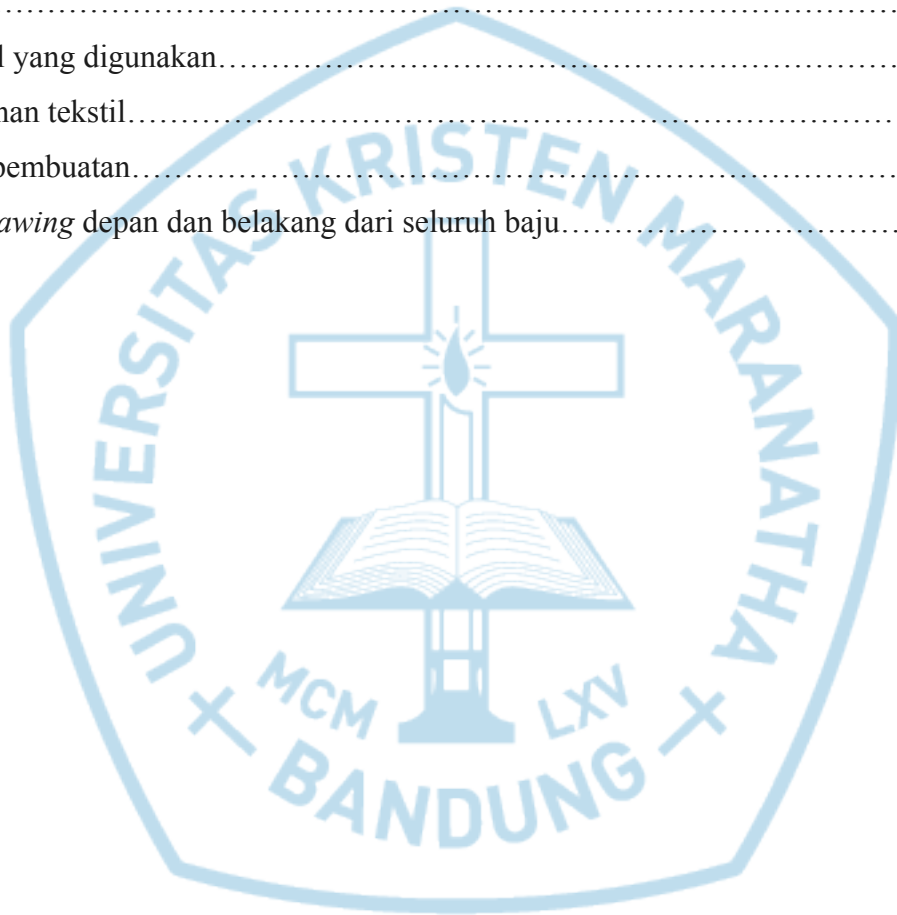 ……………………………………………………………………………
l yang digunakan……………………………………………………………
nan tekstil……………………………………………………………………
pembuatan……………………………………………………………………
awing depan dan belakang dari seluruh baju……………………………
UNIVERSITAS KRISTEN MARANATHA
MCM LXV
BANDUNG